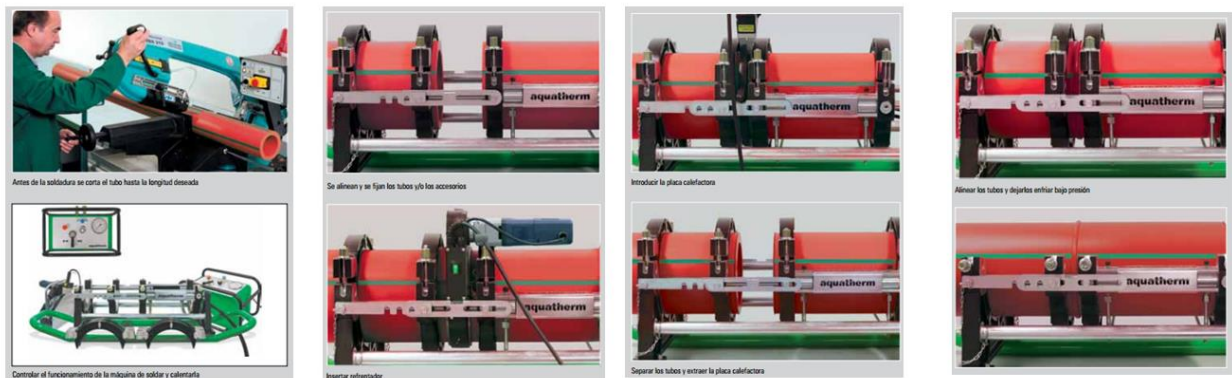 Antes de la soldadura se corta el tubo hasta la longitud deseada
aquatherm
Controlar el funcionamiento de la máquina de soldar y calentarla
aquatherm
Se alinean y se fijan los tubos y/o los accesorios
aquatherm
Insertar refrentador
aquatherm
Introducir la placa calefactora
aquatherm
Separar los tubos y extraer la placa calefactora
aquatherm
Alinear los tubos y dejarlos enfriar bajo presión
aquatherm